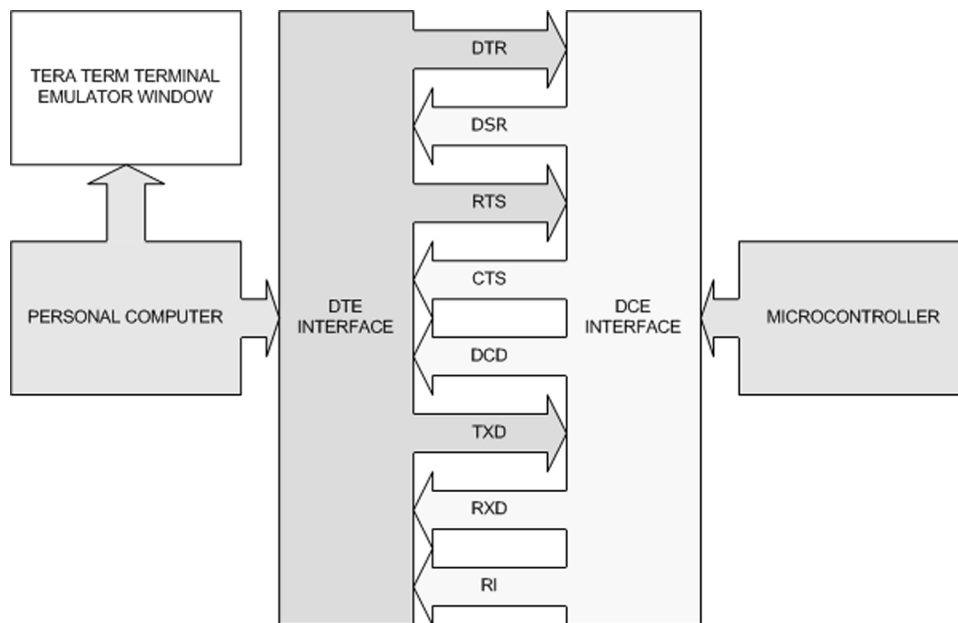 TERA TERM TERMINAL
EMULATOR WINDOW
PERSONAL COMPUTER
DTE
INTERFACE
DTR
DSR
RTS
CTS
DCD
TXD
RXD
RI
DCE
INTERFACE
MICROCONTROLLER